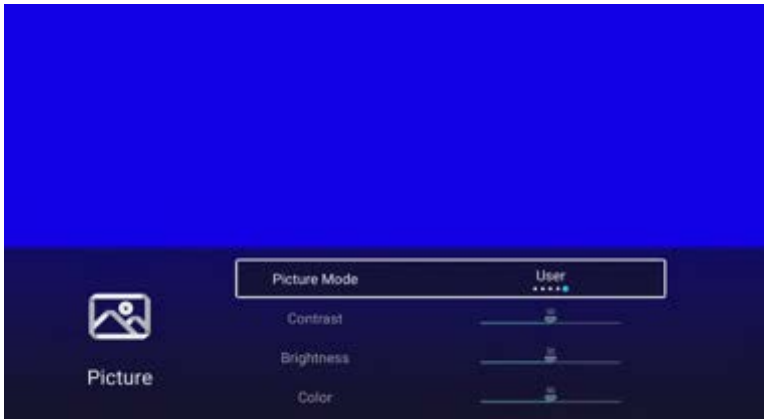 Picture Mode User
Contrast
Brightness
Picture
Color